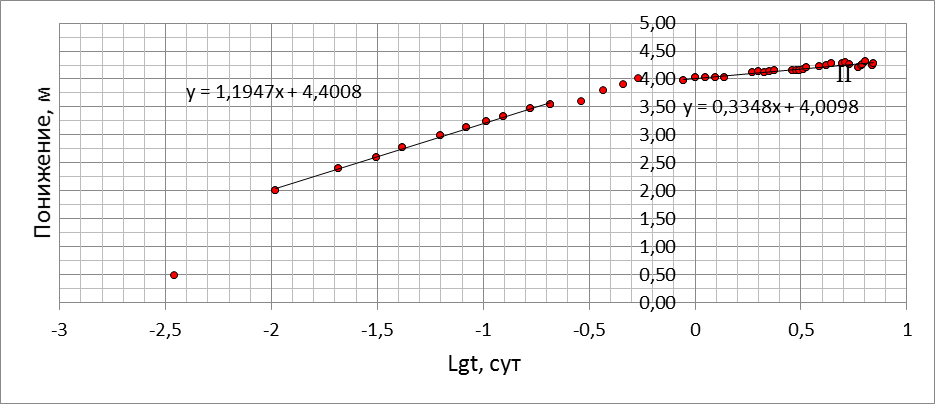 5,00
4,50
4,00
3,50
3,00
2,50
2,00
1,50
1,00
0,50
0,00
y = 1,1947x + 4,4008
II
y = 0,3348x + 4,0098
Понижение, м
-3 -2,5 -2 -1,5 -1 -0,5 0 0,5 1
Lgt, сут